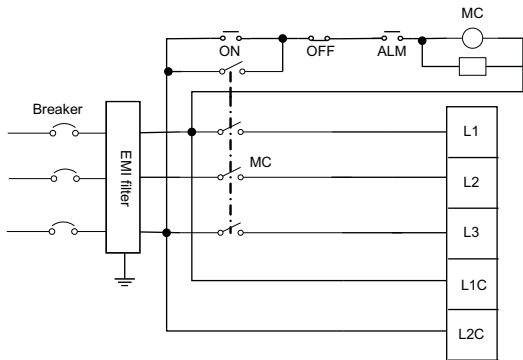 MC
ON
OFF
ALM
Breaker
EMI filter
MC
L1
L2
L3
L1C
L2C